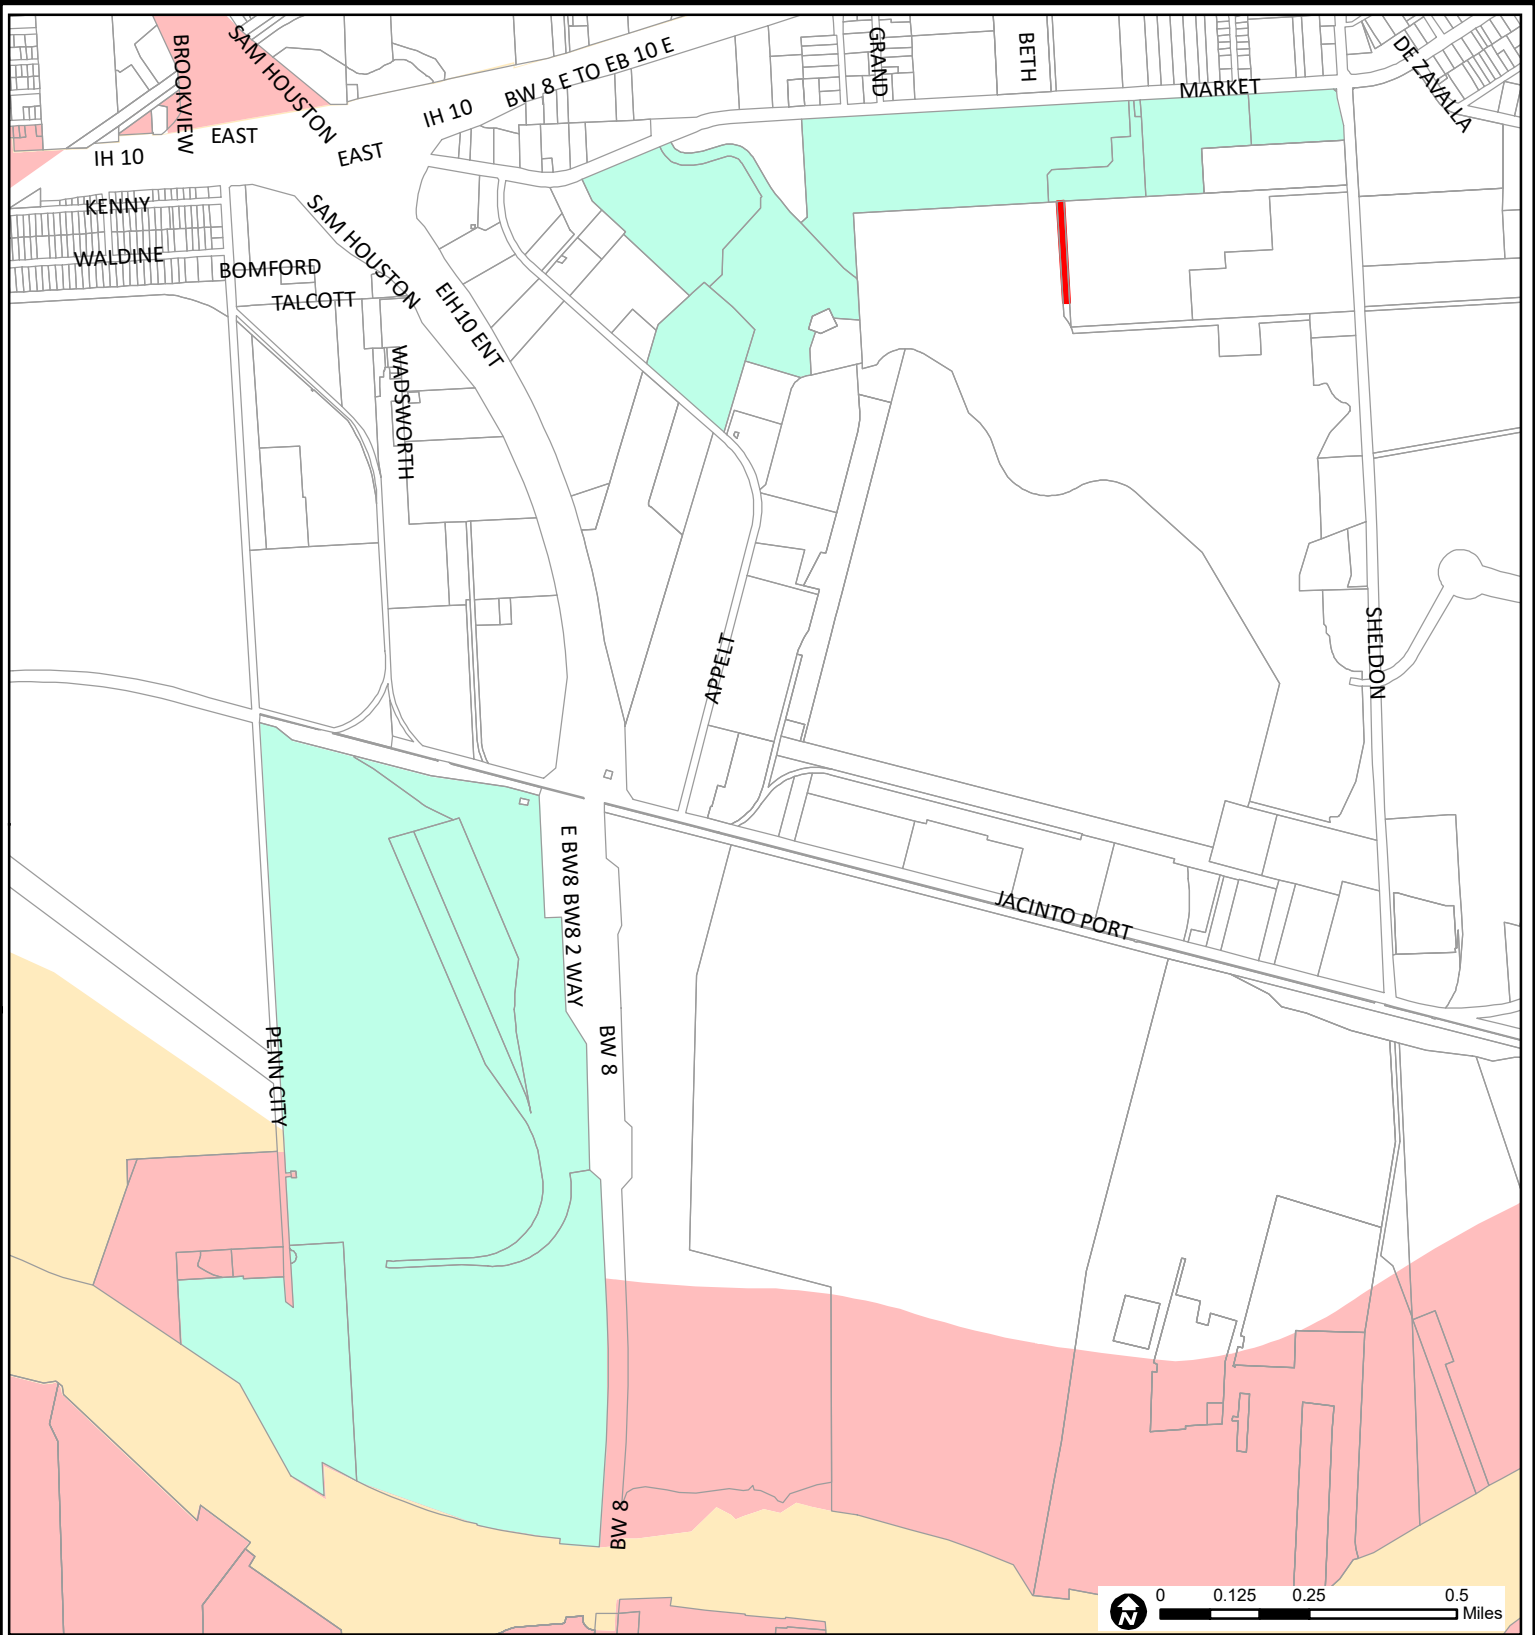 BROOKVIEW
SAM HOUSTON
GRAND
BETH
DE ZAVALLA
BW 8 E TO EB 10 E
MARKET
IH 10
EAST
EAST
IH 10
KENNY
SAM HOUSTON
WALDINE
BOMFORD
TALCOTT
EIH10 ENT
WADSWORTH
SHELDON
APPELT
E BW8 BW8 2 WAY
JACINTO PORT
PENN CITY
BW 8
BW 8
N
0 0.125 0.25 0.5
Miles